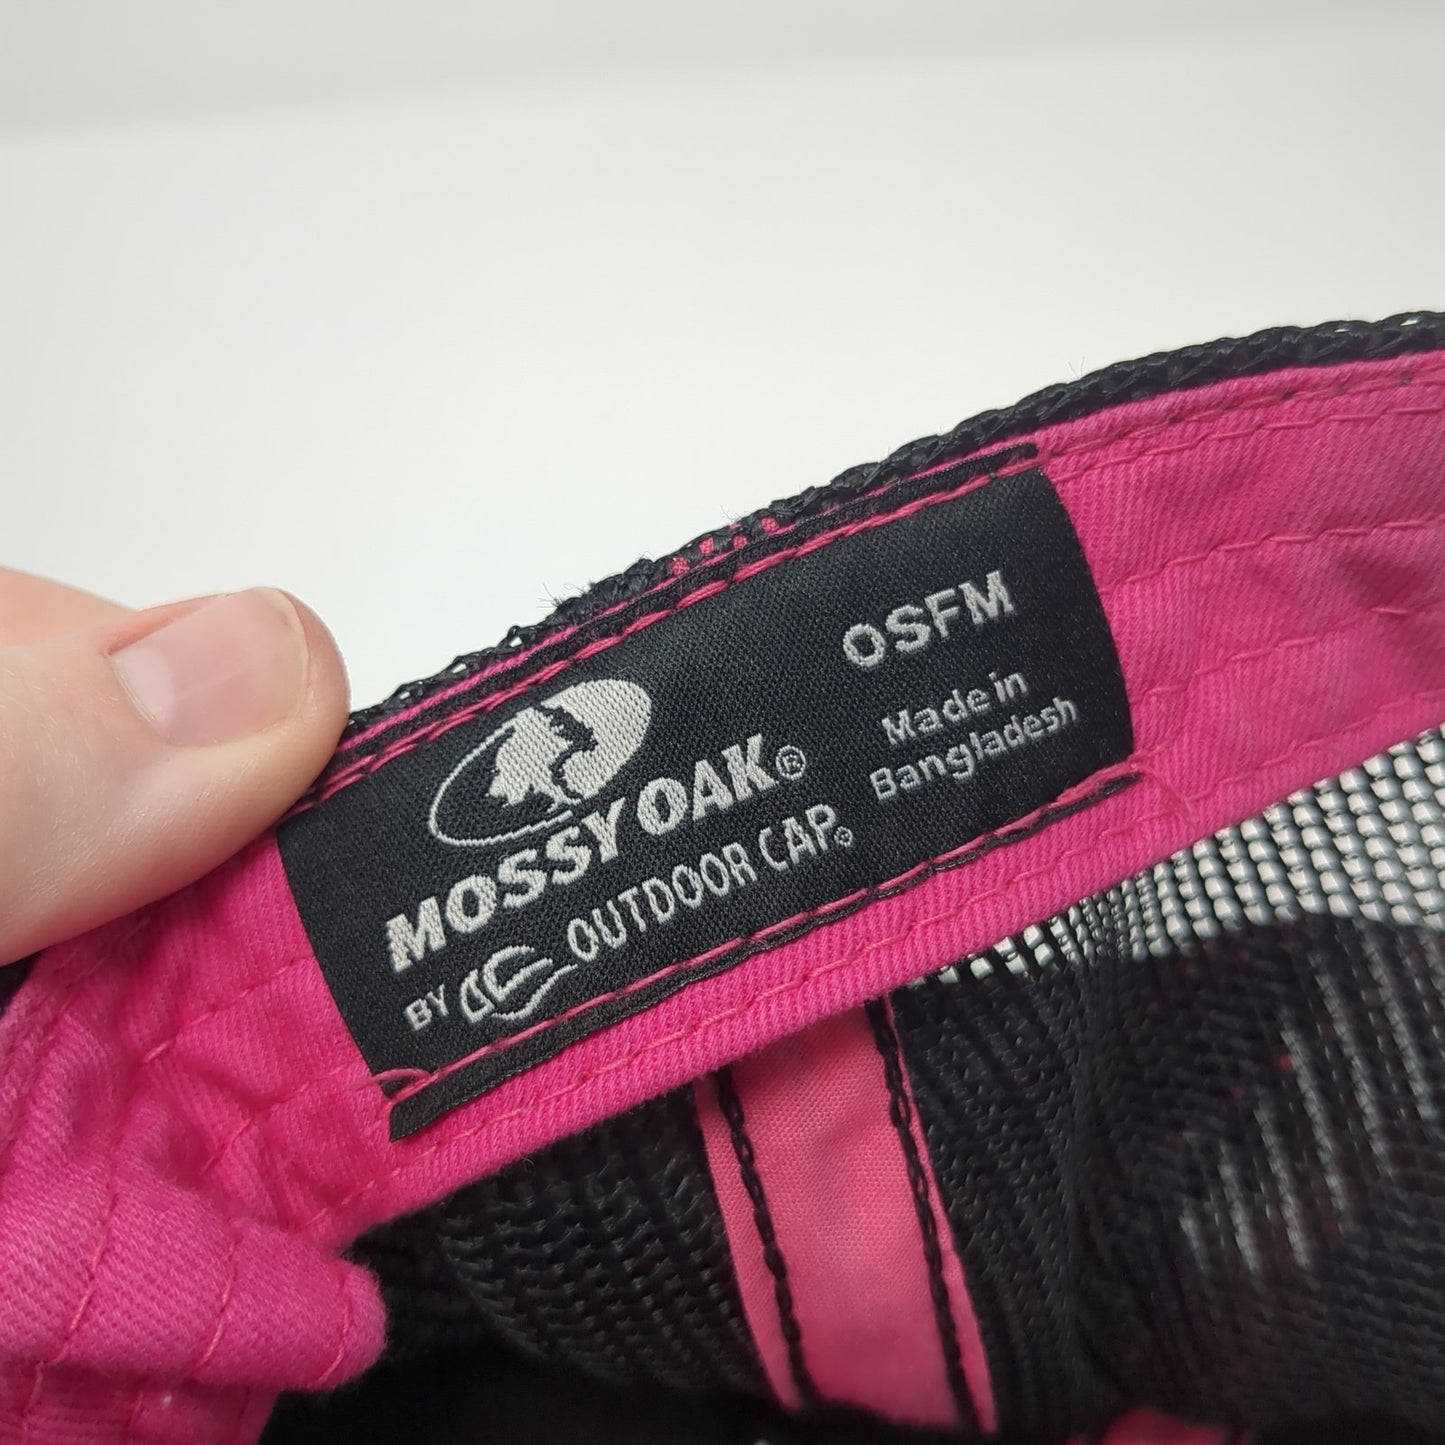 MOSSY OAK®
BY OUTDOOR CAP®
OSFM
Made in
Bangladesh